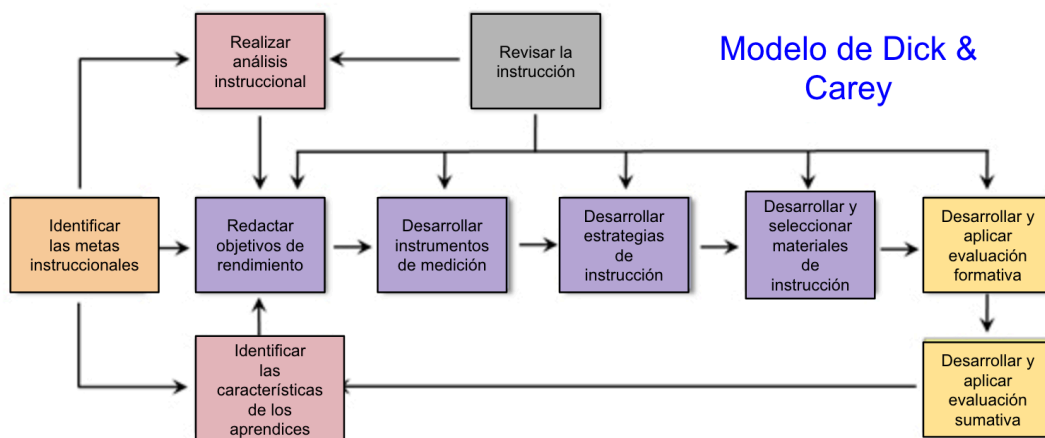 Realizar
análisis
instruccional
Revisar la
instrucción
Modelo de Dick &
Carey
Identificar
las metas
instruccionales
Redactar
objetivos de
rendimiento
Desarrollar
instrumentos
de medición
Desarrollar
estrategias
de
instrucción
Desarrollar y
seleccionar
materiales
de
instrucción
Desarrollar y
aplicar
evaluación
formativa
Identificar
las
características
de los
aprendices
Desarrollar y
aplicar
evaluación
sumativa